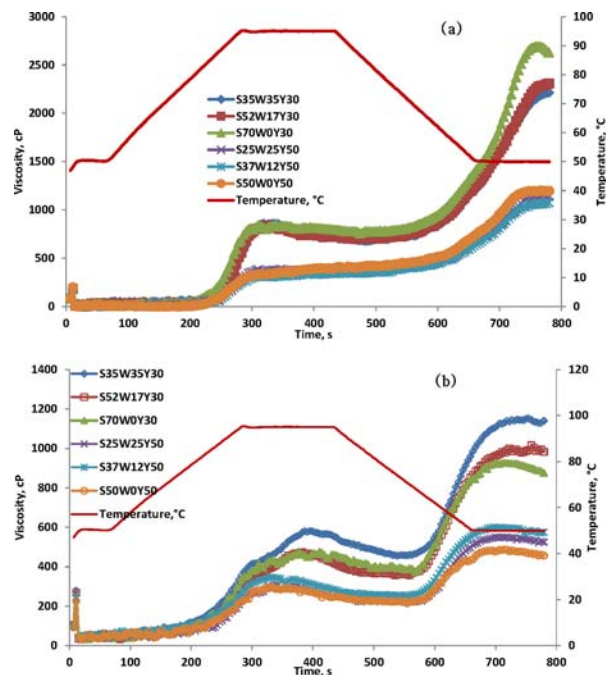 (a)
3000
2500
2000
1500
1000
500
0
Viscosity, cP
100
90
80
70
60
50
40
30
20
10
0
Temperature, °C
S35W35Y30
S52W17Y30
S70W0Y30
S25W25Y50
S37W12Y50
S50W0Y50
Temperature, °C
0 100 200 300 400 500 600 700 800
Time, s
(b)
1400
1200
1000
800
600
400
200
0
Viscosity, cP
120
100
80
60
40
20
0
Temperature, °C
S35W35Y30
S52W17Y30
S70W0Y30
S25W25Y50
S37W12Y50
S50W0Y50
Temperature,°C
0 100 200 300 400 500 600 700 800
Time, s